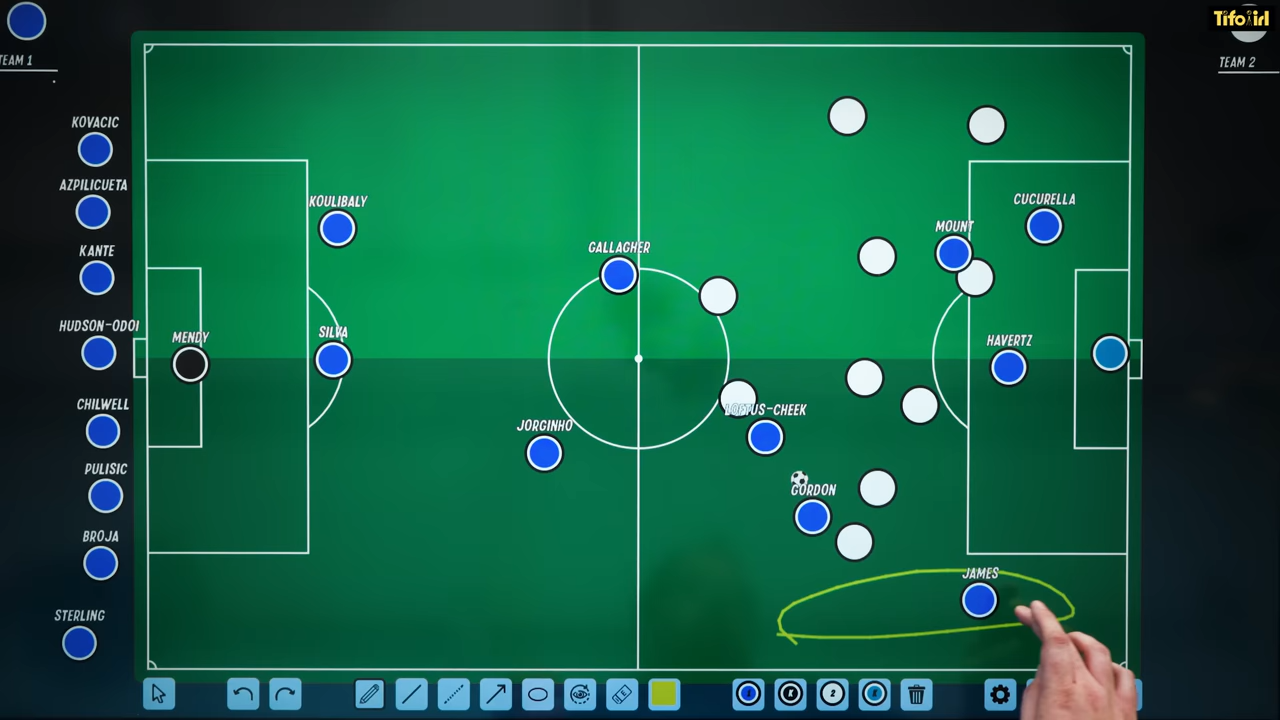 Tifo irl
TEAM 1
TEAM 2
KOVACIC
AZPILICUETA
KANTE
HUDSON-ODOI
CHILWELL
PULISIC
BROJA
STERLING
KOULIBALY
MENDY
SILVA
GALLAGHER
JORGINHO
LOFTUS-CHEEK
GORDON
MOUNT
CUCURELLA
HAVERTZ
JAMES
2